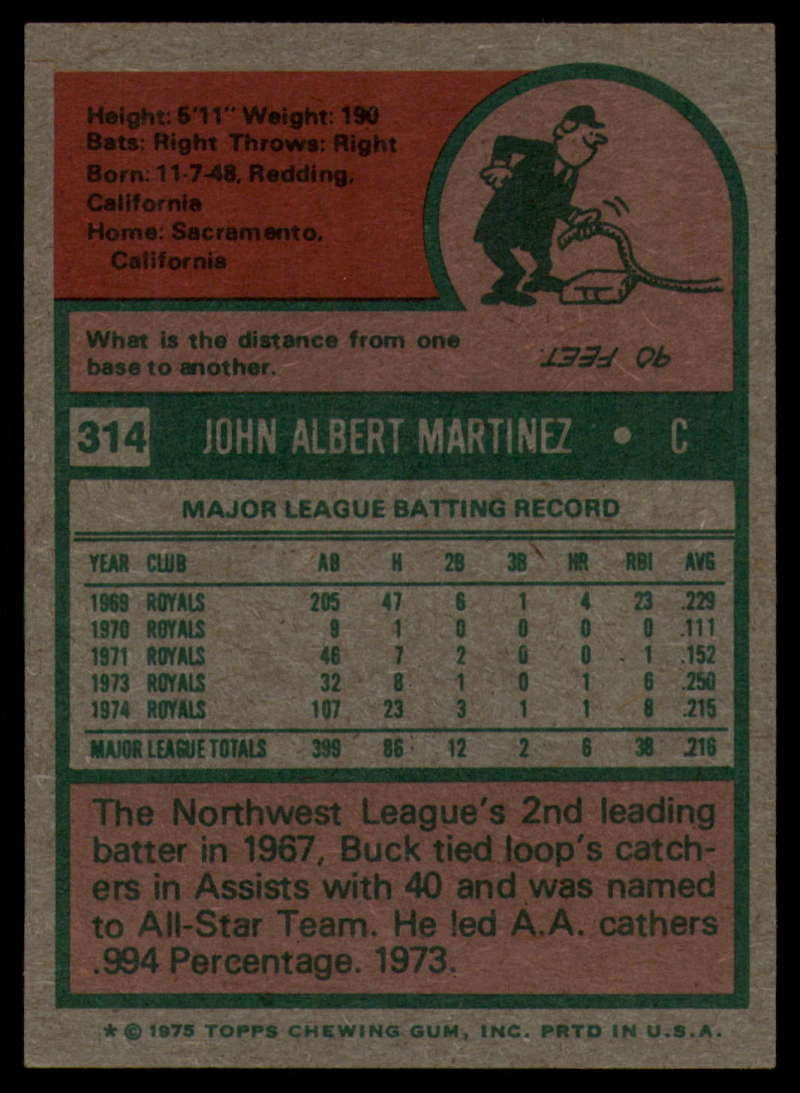 Height: 5'11" Weight: 190
Bats: Right Throws: Right
Born: 11-7-48, Redding,
California
Home: Sacramento,
California
What is the distance from one
base to another.
90 FEET.
314 JOHN ALBERT MARTINEZ • C
MAJOR LEAGUE BATTING RECORD
YEAR CLUB AB H 2B 3B HR RBI AVG
1969 ROYALS 205 47 6 1 4 23 .229
1970 ROYALS 9 1 0 0 0 0 .111
1971 ROYALS 46 7 2 0 0 1 .152
1973 ROYALS 32 8 1 0 1 6 .250
1974 ROYALS 107 23 3 1 1 8 .215
MAJOR LEAGUE TOTALS 399 86 12 2 6 38 .216
The Northwest League's 2nd leading
batter in 1967, Buck tied loop's catch-
ers in Assists with 40 and was named
to All-Star Team. He led A.A. cathers
.994 Percentage. 1973.
* © 1975 TOPPS CHEWING GUM, INC. PRTD IN U.S.A.